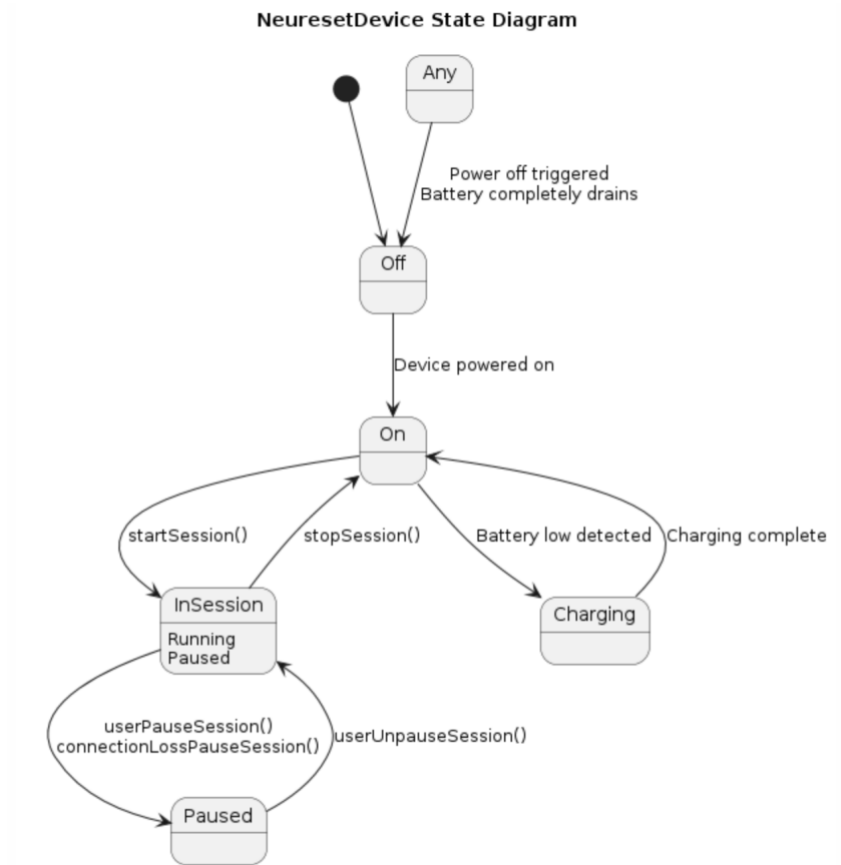 NeuresetDevice State Diagram
Any
Power off triggered
Battery completely drains
Off
Device powered on
On
startSession()
stopSession()
Battery low detected
Charging complete
InSession
Running
Paused
Charging
userPauseSession()
connectionLossPauseSession()
userUnpauseSession()
Paused